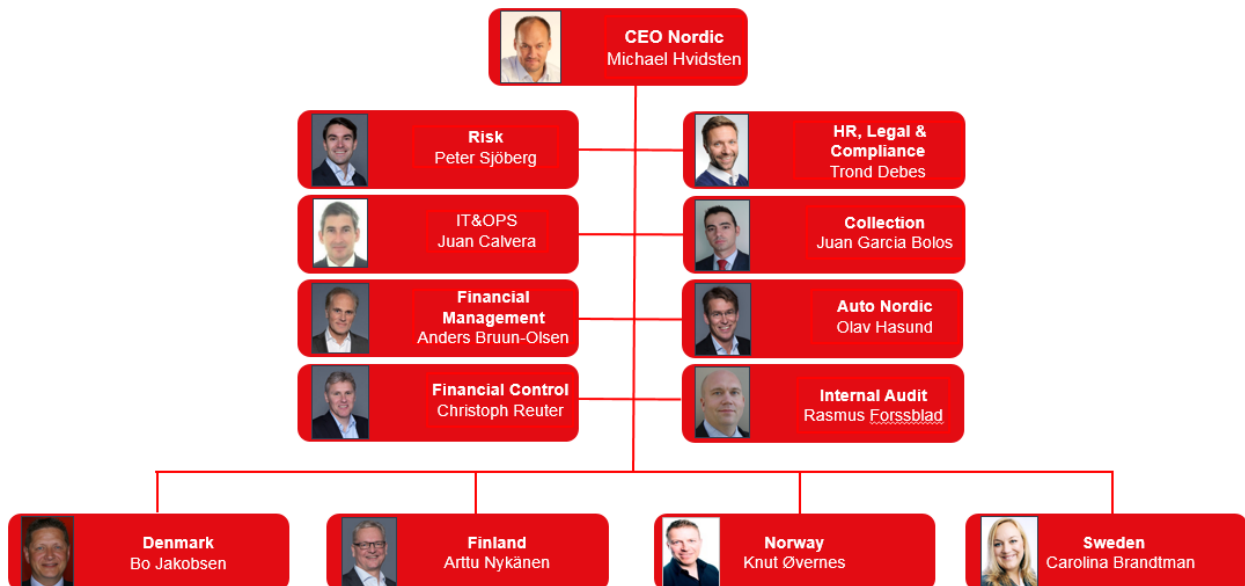 CEO Nordic
Michael Hvidsten
Risk
Peter Sjöberg
HR, Legal &
Compliance
Trond Debes
IT&OPS
Juan Calvera
Collection
Juan Garcia Bolos
Financial
Management
Anders Bruun-Olsen
Auto Nordic
Olav Hasund
Financial Control
Christoph Reuter
Internal Audit
Rasmus Forssblad
Denmark
Bo Jakobsen
Finland
Arttu Nykänen
Norway
Knut Øvernes
Sweden
Carolina Brandtman